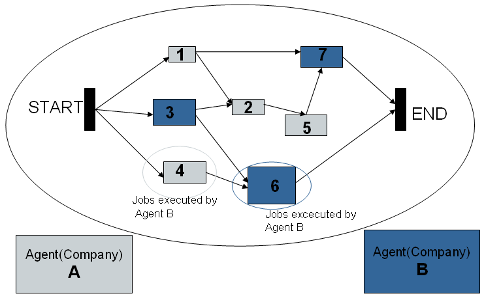 1
7
START
3
2
5
END
4
6
Jobs executed by
Agent B
Jobs excecuted by
Agent B
Agent(Company)
A
Agent(Company)
B